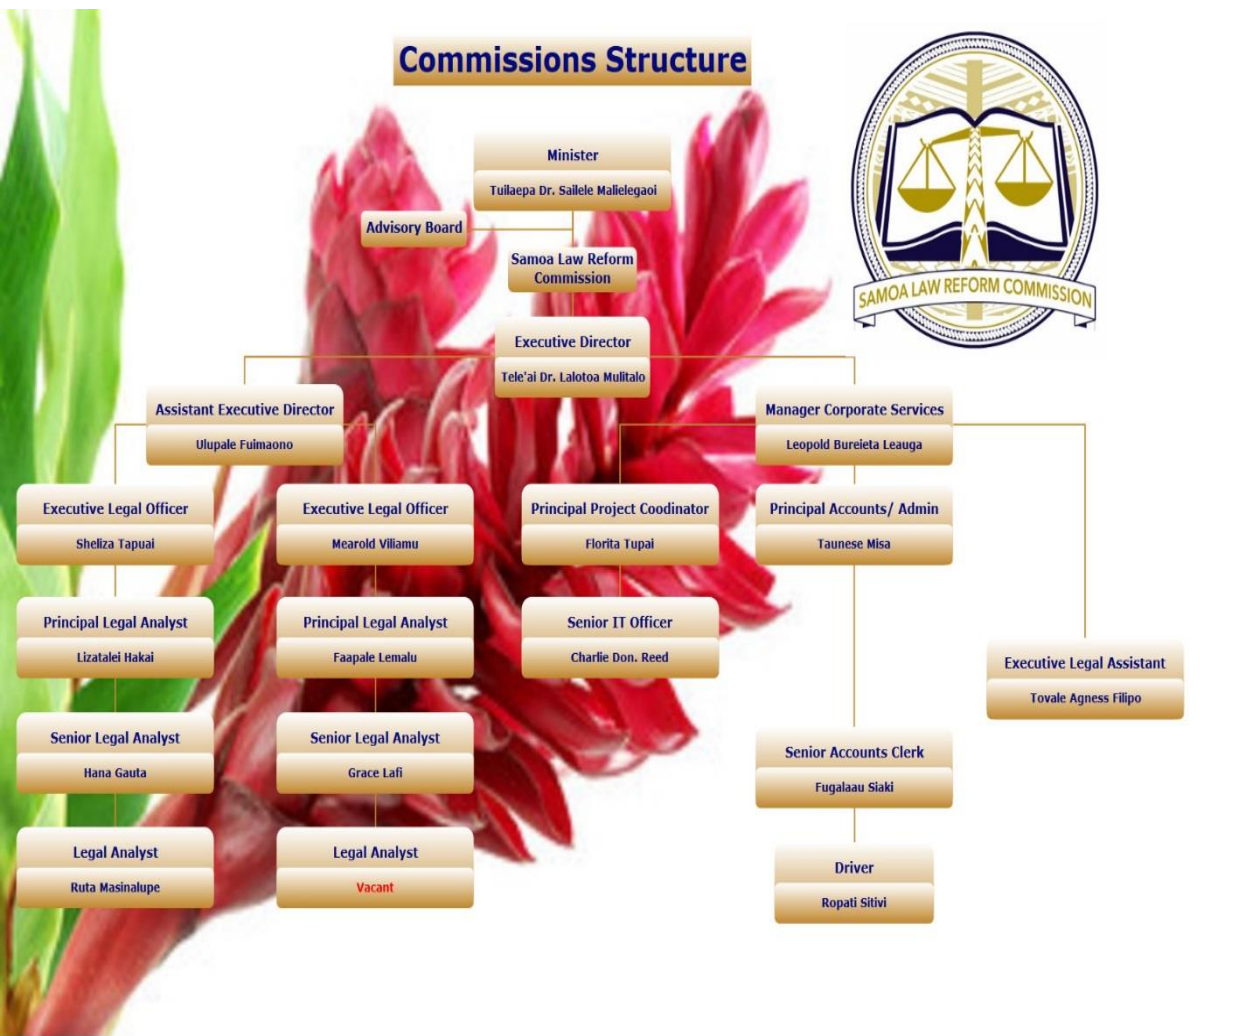 Commissions Structure
Minister
Tuilaepa Dr. Sailele Malielegaoi
Advisory Board
Samoa Law Reform
Commission
SAMOA LAW REFORM COMMISSION
Executive Director
Tele'ai Dr. Lalotoa Mulitalo
Assistant Executive Director
Ulupale Fuimaono
Manager Corporate Services
Leopold Bureieta Leauga
Executive Legal Officer
Sheliza Tapuai
Executive Legal Officer
Mearold Viliamu
Principal Project Coodinator
Florita Tupai
Principal Accounts/ Admin
Taunese Misa
Principal Legal Analyst
Lizatalei Hakai
Principal Legal Analyst
Faapale Lemalu
Senior IT Officer
Charlie Don. Reed
Executive Legal Assistant
Tovale Agness Filipo
Senior Legal Analyst
Hana Gauta
Senior Legal Analyst
Grace Lafi
Senior Accounts Clerk
Fugalaau Siaki
Legal Analyst
Ruta Masinalupe
Legal Analyst
Vacant
Driver
Ropati Sitivi